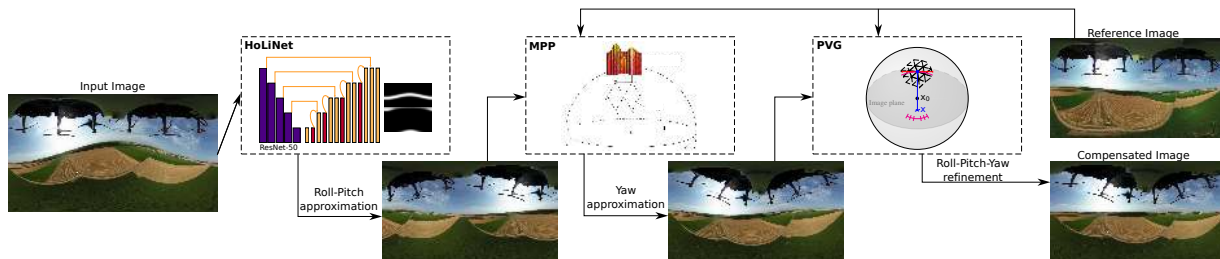 Input Image
HoLiNet
ResNet-50
Roll-Pitch
approximation
MPP
Yaw
approximation
PVG
Image plane
X₀
X
Roll-Pitch-Yaw
refinement
Reference Image
Compensated Image